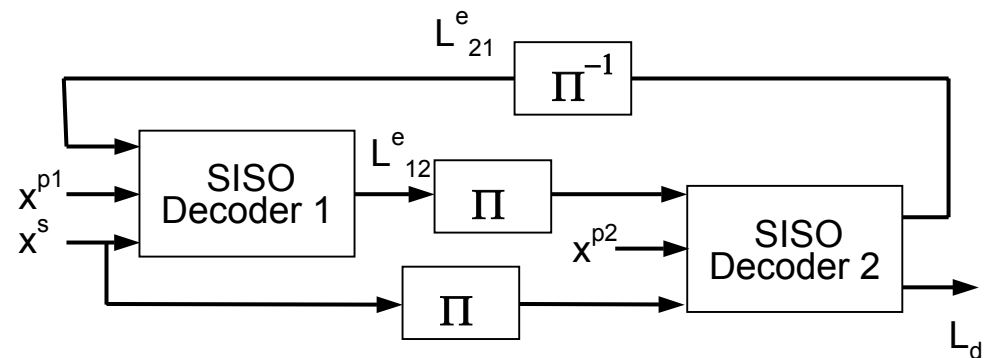 L^e_21
Π^-1
SISO
Decoder 1
L^e_12
Π
x^p1
x^s
x^p2
SISO
Decoder 2
Π
L_d